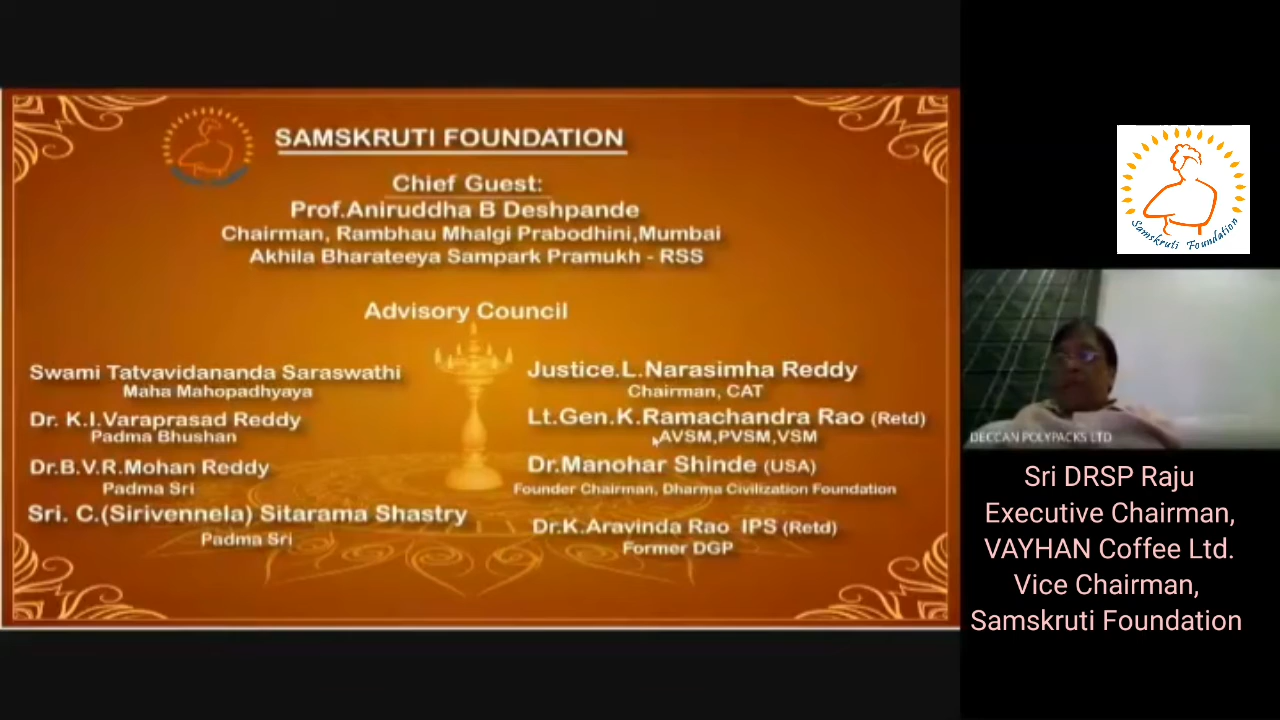 SAMSKRUTI FOUNDATION
Chief Guest:
Prof.Aniruddha B Deshpande
Chairman, Rambhau Mhalgi Prabodhini,Mumbai
Akhila Bharateeya Sampark Pramukh - RSS
Advisory Council
Swami Tatvavidananda Saraswathi
Maha Mahopadhyaya
Dr. K.I.Varaprasad Reddy
Padma Bhushan
Dr.B.V.R.Mohan Reddy
Padma Sri
Sri. C.(Sirivennela) Sitarama Shastry
Padma Sri
Justice.L.Narasimha Reddy
Chairman, CAT
Lt.Gen.K.Ramachandra Rao (Retd)
AVSM,PVSM,VSM
Dr.Manohar Shinde (USA)
Founder Chairman, Dharma Civilization Foundation
Dr.K.Aravinda Rao IPS (Retd)
Former DGP
Samskruti Foundation
DECCAN POLYPACKS LTD
Sri DRSP Raju
Executive Chairman,
VAYHAN Coffee Ltd.
Vice Chairman,
Samskruti Foundation